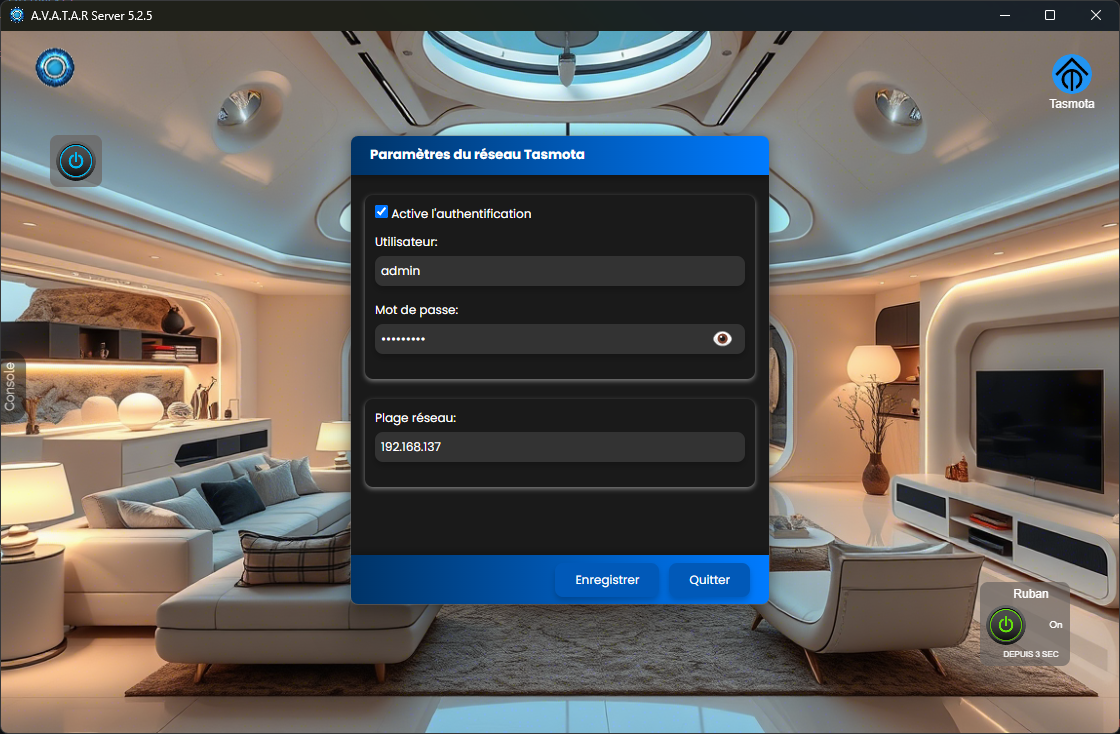 A.V.A.T.A.R Server 5.2.5
Tasmota
Paramètres du réseau Tasmota
Active l'authentification
Utilisateur:
admin
Mot de passe:
•••••••••
Plage réseau:
192.168.137
Console
Enregistrer
Quitter
Ruban
On
DEPUIS 3 SEC